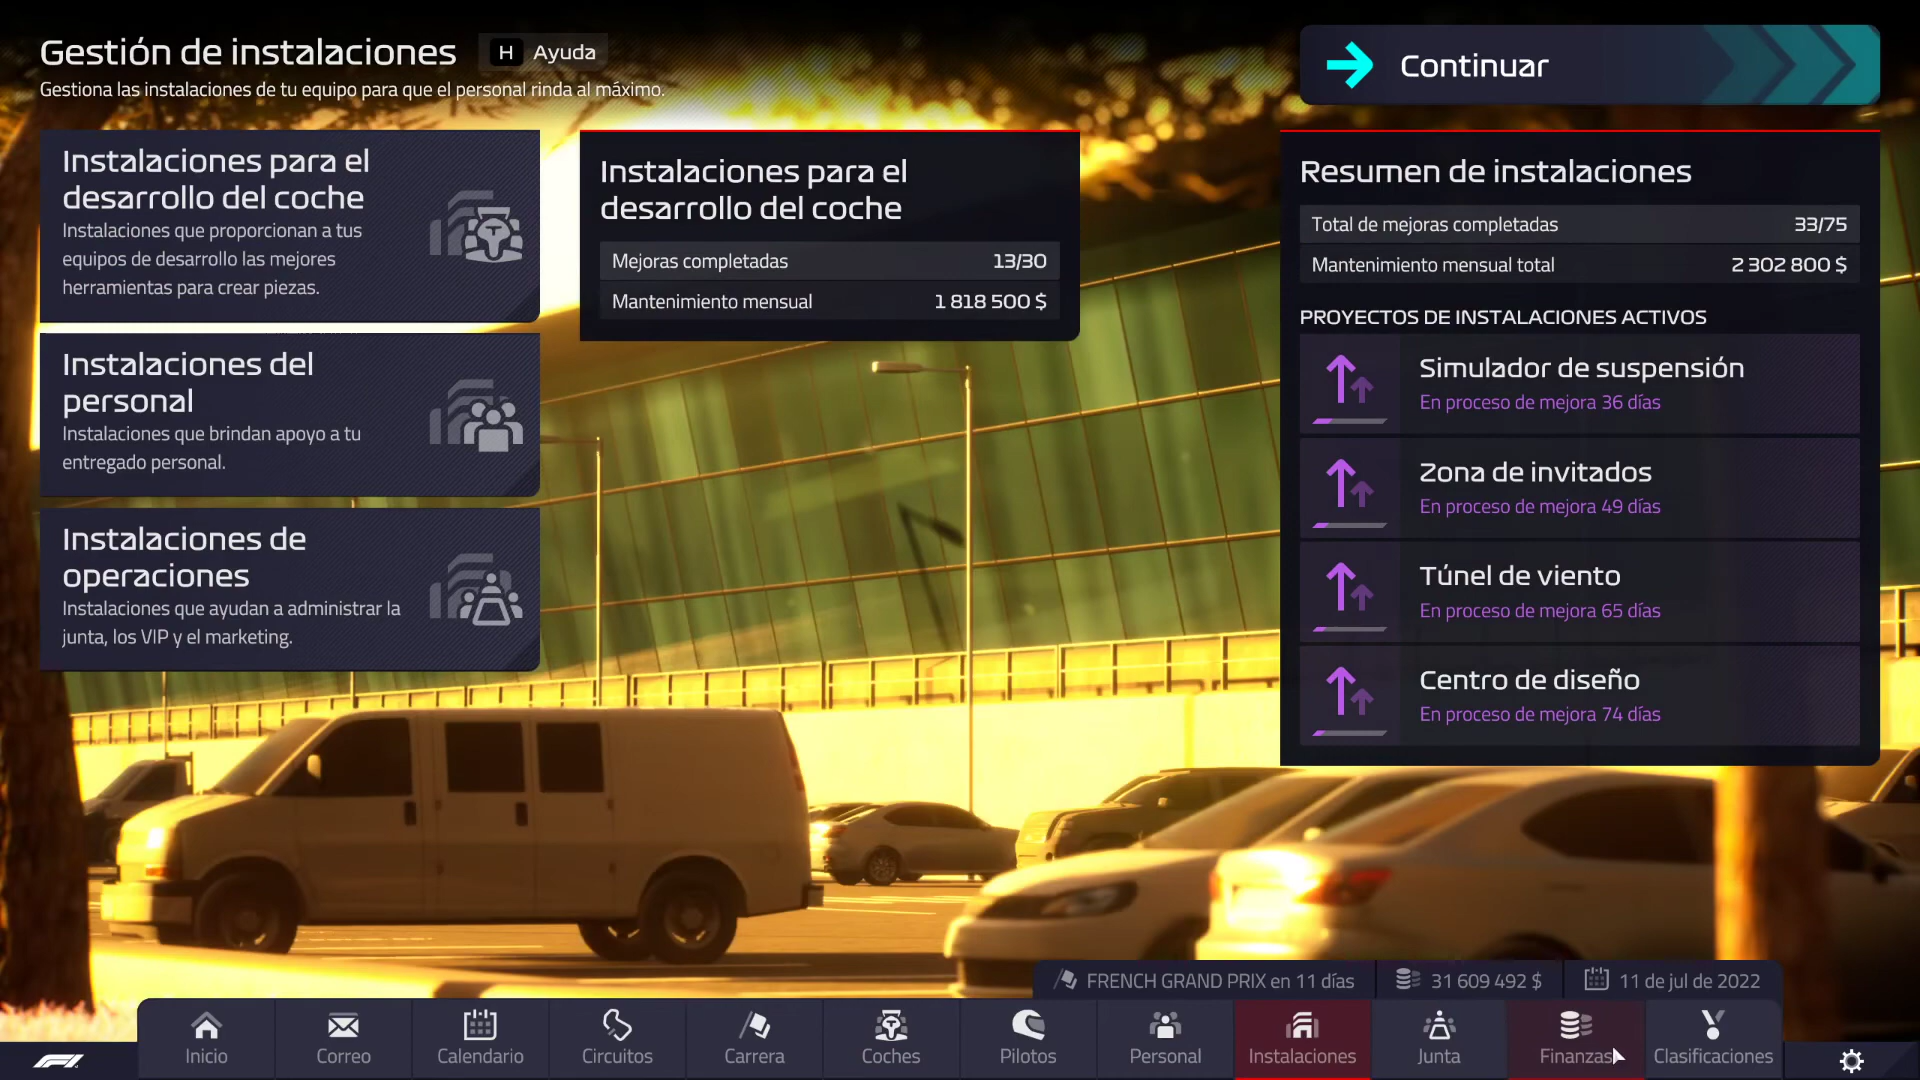 Gestión de instalaciones
H Ayuda
Gestiona las instalaciones de tu equipo para que el personal rinda al máximo.
Continuar
Instalaciones para el
desarrollo del coche
Instalaciones que proporcionan a tus
equipos de desarrollo las mejores
herramientas para crear piezas.
Instalaciones del
personal
Instalaciones que brindan apoyo a tu
entregado personal.
Instalaciones de
operaciones
Instalaciones que ayudan a administrar la
junta, los VIP y el marketing.
Instalaciones para el
desarrollo del coche
Mejoras completadas 13/30
Mantenimiento mensual 1 818 500 $
Resumen de instalaciones
Total de mejoras completadas 33/75
Mantenimiento mensual total 2 302 800 $
PROYECTOS DE INSTALACIONES ACTIVOS
Simulador de suspensión
En proceso de mejora 36 días
Zona de invitados
En proceso de mejora 49 días
Túnel de viento
En proceso de mejora 65 días
Centro de diseño
En proceso de mejora 74 días
FRENCH GRAND PRIX en 11 días 31 609 492 $ 11 de jul de 2022
F1 Inicio Correo Calendario Circuitos Carrera Coches Pilotos Personal Instalaciones Junta Finanzas Clasificaciones